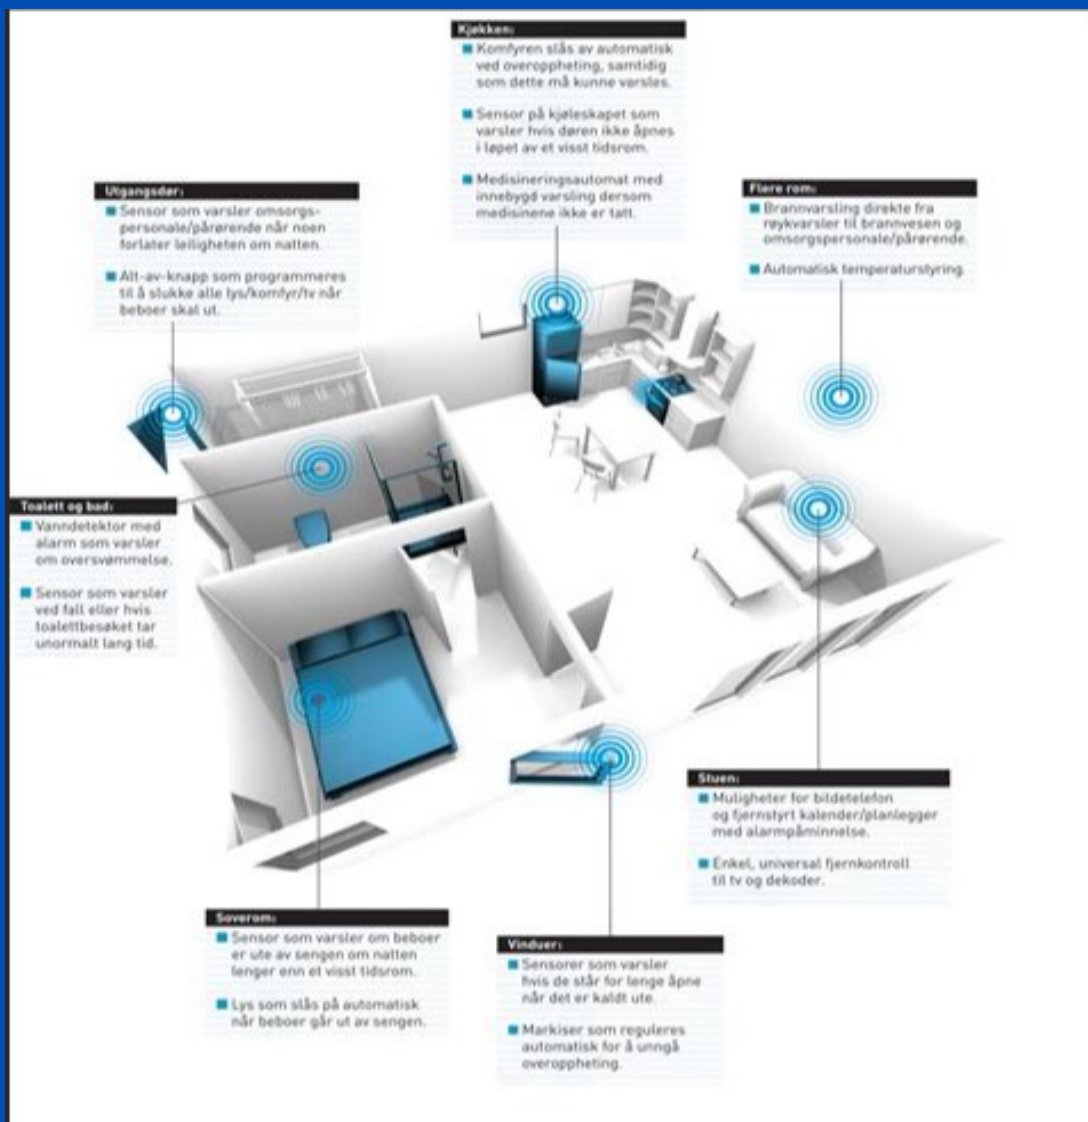 Kjøkken:
Komfyren slås av automatisk
ved overoppheting, samtidig
som dette må kunne varsles.
Sensor på kjøleskapet som
varsler hvis døren ikke åpnes
i løpet av et visst tidsrom.
Medisineringsautomat med
innebygd varsling dersom
medisinene ikke er tatt.
Utgangsdør:
Sensor som varsler omsorgs-
personale/pårørende når noen
forlater leiligheten om natten.
Alt-av-knapp som programmeres
til å slukke alle lys/komfyr/tv når
beboer skal ut.
Flere rom:
Brannvarsling direkte fra
røykvarsler til brannvesen og
omsorgspersonale/pårørende.
Automatisk temperaturstyring.
Toalett og bad:
Vanndetektor med
alarm som varsler
om oversvømmelse.
Sensor som varsler
ved fall eller hvis
toalettbesøket tar
unormalt lang tid.
Stuen:
Muligheter for bildetelefon
og fjernstyrt kalender/planlegger
med alarmpåminnelse.
Enkel, universal fjernkontroll
til tv og dekoder.
Soverom:
Sensor som varsler om beboer
er ute av sengen om natten
lenger enn et visst tidsrom.
Lys som slås på automatisk
når beboer går ut av sengen.
Vinduer:
Sensorer som varsler
hvis de står for lenge åpne
når det er kaldt ute.
Markiser som reguleres
automatisk for å unngå
overoppheting.